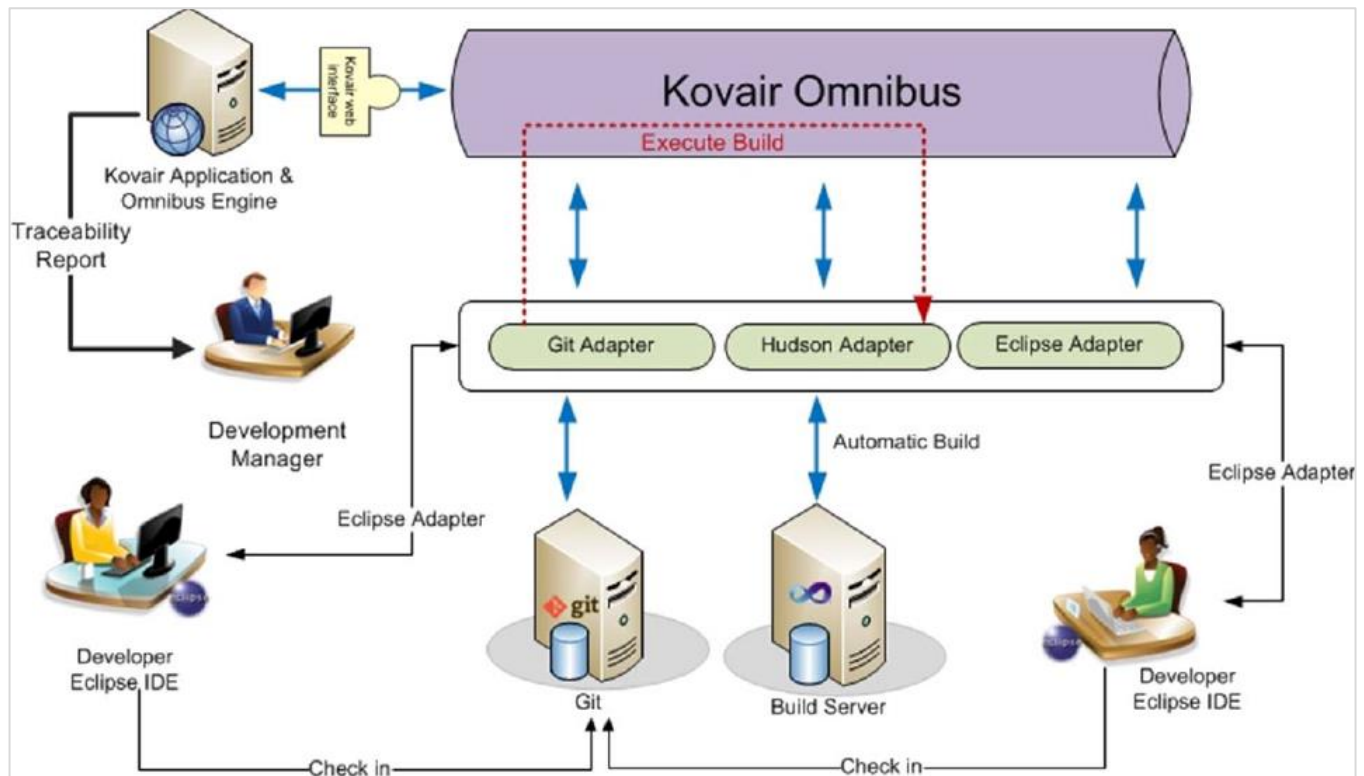 Kovair web
interface
Kovair Omnibus
Execute Build
Kovair Application &
Omnibus Engine
Traceability
Report
Git Adapter
Hudson Adapter
Eclipse Adapter
Development
Manager
Automatic Build
Eclipse Adapter
Eclipse Adapter
eclipse
git
eclipse
Developer
Eclipse IDE
Git
Build Server
Developer
Eclipse IDE
Check in
Check in